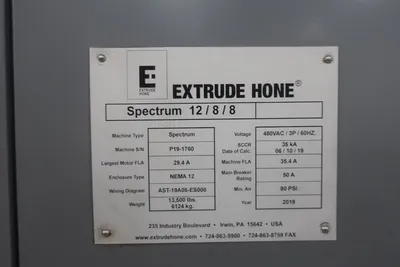 E
EXTRUDE
HONE
EXTRUDE HONE®
Spectrum 12/8/8
Machine Type Spectrum
Voltage 480VAC / 3P / 60HZ
Machine S/N P19-1760
SCCR 35 kA
Date of Calc. 06 / 10 / 19
Largest Motor FLA 29.4 A
Machine FLA 35.4 A
Enclosure Type NEMA 12
Main Breaker Rating 50 A
Wiring Diagram AST-19A06-ES000
Min. Air 80 PSI.
Weight 13,500 lbs.
6124 kg.
Year 2019
235 Industry Boulevard • Irwin, PA 15642 • USA
www.extrudehone.com • 724-863-5900 • 724-863-8759 FAX